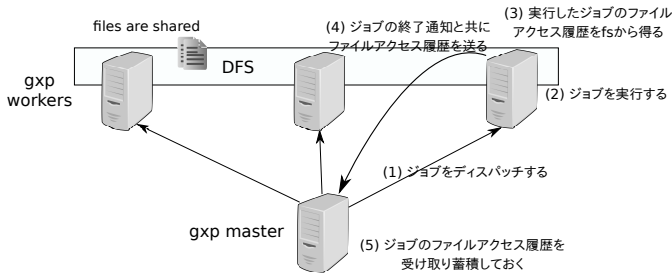 files are shared
(4) ジョブの終了通知と共に
ファイルアクセス履歴を送る
(3) 実行したジョブのファイル
アクセス履歴をfsから得る
DFS
gxp
workers
(2) ジョブを実行する
(1) ジョブをディスパッチする
gxp master
(5) ジョブのファイルアクセス履歴を
受け取り蓄積しておく